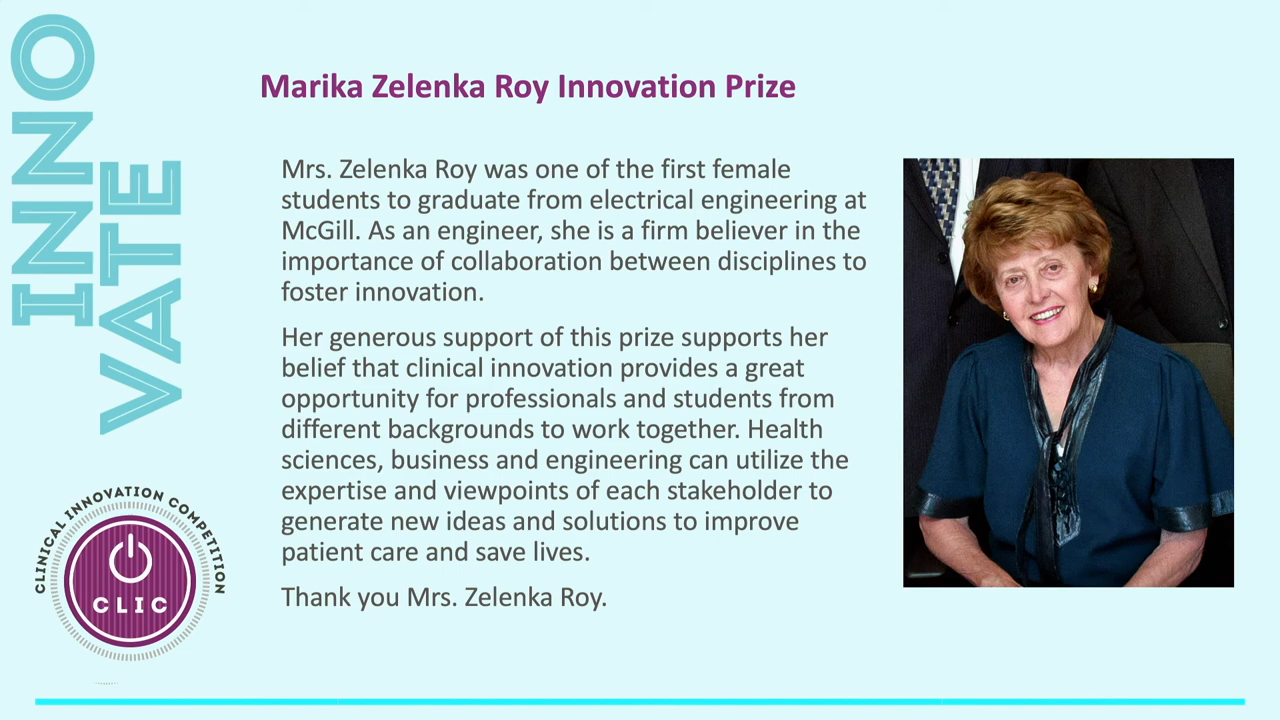 INNO
VATE
Marika Zelenka Roy Innovation Prize
Mrs. Zelenka Roy was one of the first female
students to graduate from electrical engineering at
McGill. As an engineer, she is a firm believer in the
importance of collaboration between disciplines to
foster innovation.
Her generous support of this prize supports her
belief that clinical innovation provides a great
opportunity for professionals and students from
different backgrounds to work together. Health
sciences, business and engineering can utilize the
expertise and viewpoints of each stakeholder to
generate new ideas and solutions to improve
patient care and save lives.
Thank you Mrs. Zelenka Roy.
CLINICAL INNOVATION COMPETITION
CLIC